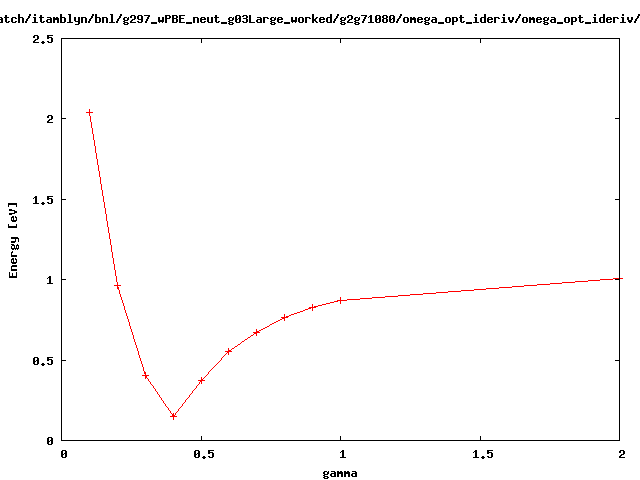 atch/itamblyn/bnl/g297_wPBE_neut_g03Large_worked/g2g71080/omega_opt_ideriv/omega_opt_ideriv/
2.5
2
1.5
1
0.5
0
Energy [eV]
0 0.5 1 1.5 2
gamma